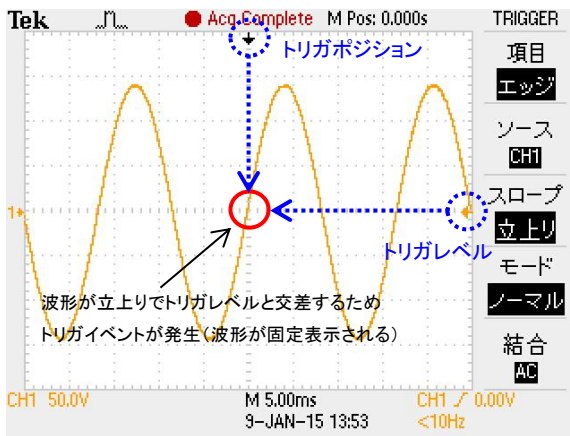 Tek Acq Complete M Pos: 0.000s TRIGGER
トリガポジション
項目
エッジ
ソース
CH1
スロープ
立上り
1
トリガレベル
モード
ノーマル
波形が立上りでトリガレベルと交差するため
トリガイベントが発生(波形が固定表示される)
結合
AC
CH1 50.0V M 5.00ms CH1 0.00V
9-JAN-15 13:53 <10Hz